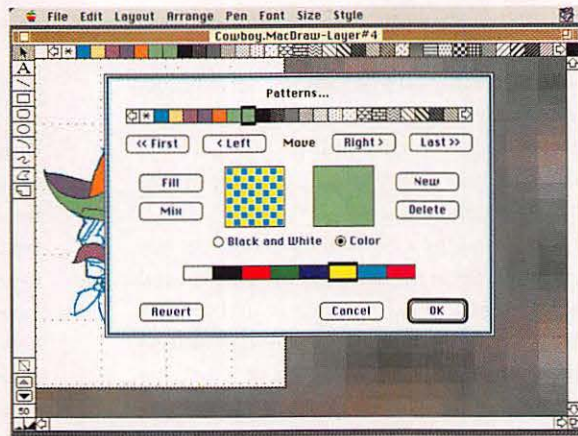 File Edit Layout Arrange Pen Font Size Style
Cowboy.MacDraw-Layer#4
A
Patterns...
<< First < Left Move Right > Last >>
Fill New
Mix Delete
Black and White Color
Revert Cancel OK
50